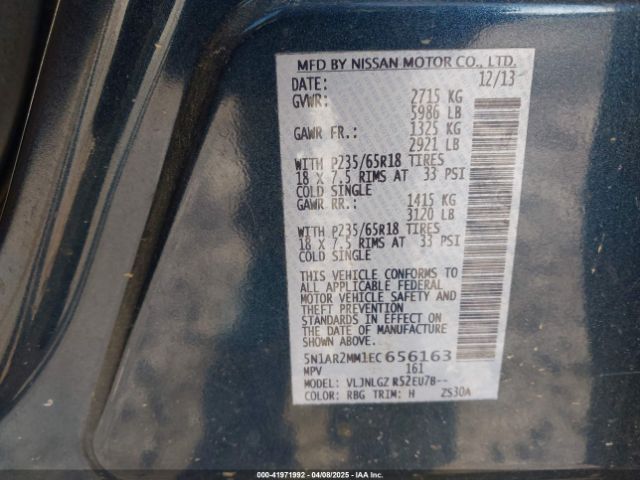 MFD BY NISSAN MOTOR CO., LTD.
DATE: 12/13
GVWR: 2715 KG
5986 LB
GAWR FR.: 1325 KG
2921 LB
WITH P235/65R18 TIRES
18 X 7.5 RIMS AT 33 PSI
COLD SINGLE
GAWR RR.: 1415 KG
3120 LB
WITH P235/65R18 TIRES
18 X 7.5 RIMS AT 33 PSI
COLD SINGLE
THIS VEHICLE CONFORMS TO
ALL APPLICABLE FEDERAL
MOTOR VEHICLE SAFETY AND
THEFT PREVENTION
STANDARDS IN EFFECT ON
THE DATE OF MANUFACTURE
SHOWN ABOVE.
5N1AR2MM1EC656163
MPV 161
MODEL: VLJNLGZ R52EU7B--
COLOR: RBG TRIM: H ZS30A
000-41971992 - 04/08/2025 - IAAI, Inc.